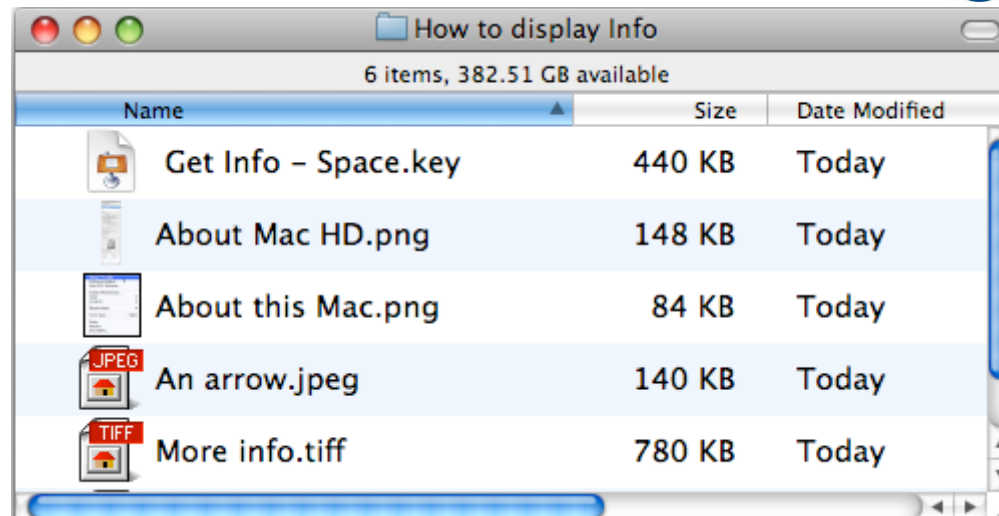 How to display Info
6 items, 382.51 GB available
Name Size Date Modified
Get Info – Space.key 440 KB Today
About Mac HD.png 148 KB Today
About this Mac.png 84 KB Today
JPEG
An arrow.jpeg 140 KB Today
TIFF
More info.tiff 780 KB Today